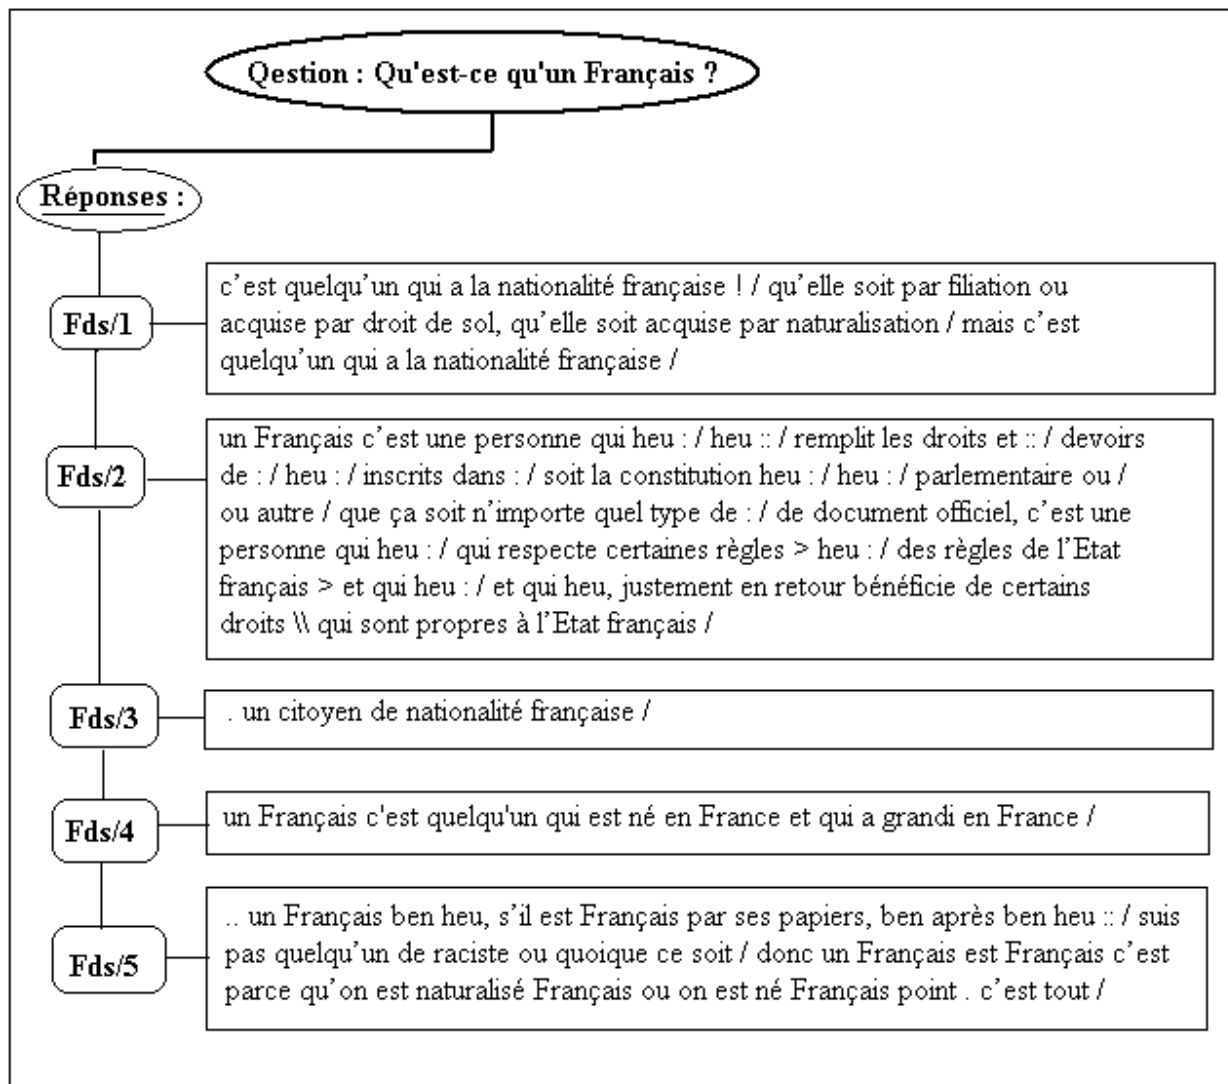 Qestion : Qu'est-ce qu'un Français ?
Réponses :
Fds/1
c’est quelqu’un qui a la nationalité française ! / qu’elle soit par filiation ou
acquise par droit de sol, qu’elle soit acquise par naturalisation / mais c’est
quelqu’un qui a la nationalité française /
Fds/2
un Français c’est une personne qui heu : / heu :: / remplit les droits et :: / devoirs
de : / heu : / inscrits dans : / soit la constitution heu : / heu : / parlementaire ou /
ou autre / que ça soit n’importe quel type de : / de document officiel, c’est une
personne qui heu : / qui respecte certaines règles > heu : / des règles de l’Etat
français > et qui heu : / et qui heu, justement en retour bénéficie de certains
droits \\ qui sont propres à l’Etat français /
Fds/3
. un citoyen de nationalité française /
Fds/4
un Français c'est quelqu'un qui est né en France et qui a grandi en France /
Fds/5
.. un Français ben heu, s’il est Français par ses papiers, ben après ben heu :: / suis
pas quelqu’un de raciste ou quoique ce soit / donc un Français est Français c’est
parce qu’on est naturalisé Français ou on est né Français point . c’est tout /